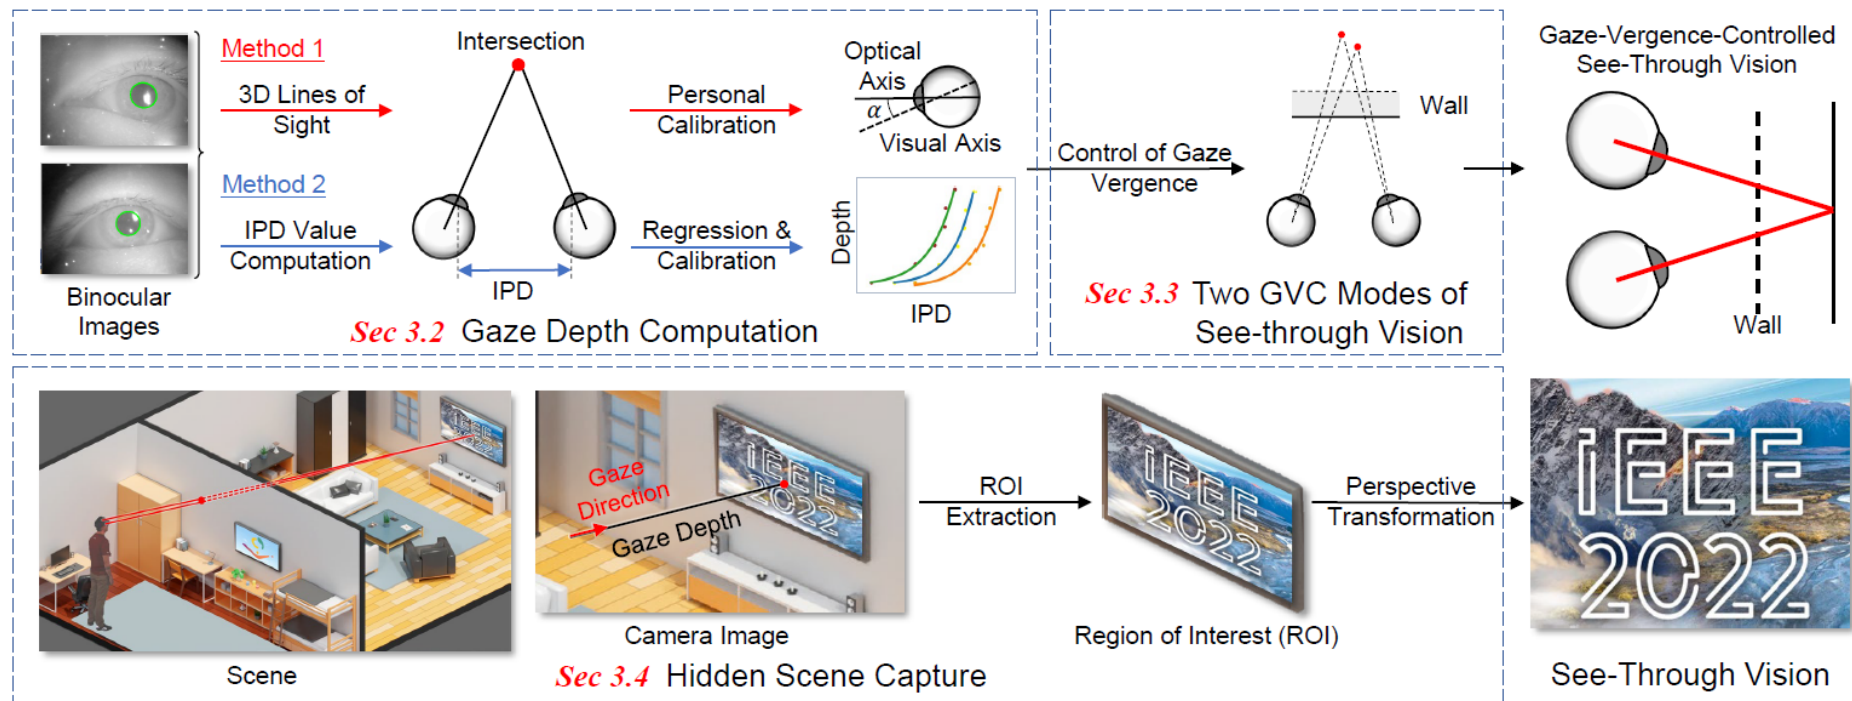 Method 1
3D Lines of
Sight
Method 2
IPD Value
Computation
Binocular
Images
Intersection
IPD
Personal
Calibration
Regression &
Calibration
Optical
Axis
α
Visual Axis
Depth
IPD
Sec 3.2 Gaze Depth Computation
Control of Gaze
Vergence
Wall
Sec 3.3 Two GVC Modes of
See-through Vision
Gaze-Vergence-Controlled
See-Through Vision
Wall
IEEE
2022
Scene
Gaze
Direction
Gaze Depth
IEEE
2022
Camera Image
ROI
Extraction
IEEE
2022
Region of Interest (ROI)
Perspective
Transformation
Sec 3.4 Hidden Scene Capture
iEEE
2022
See-Through Vision